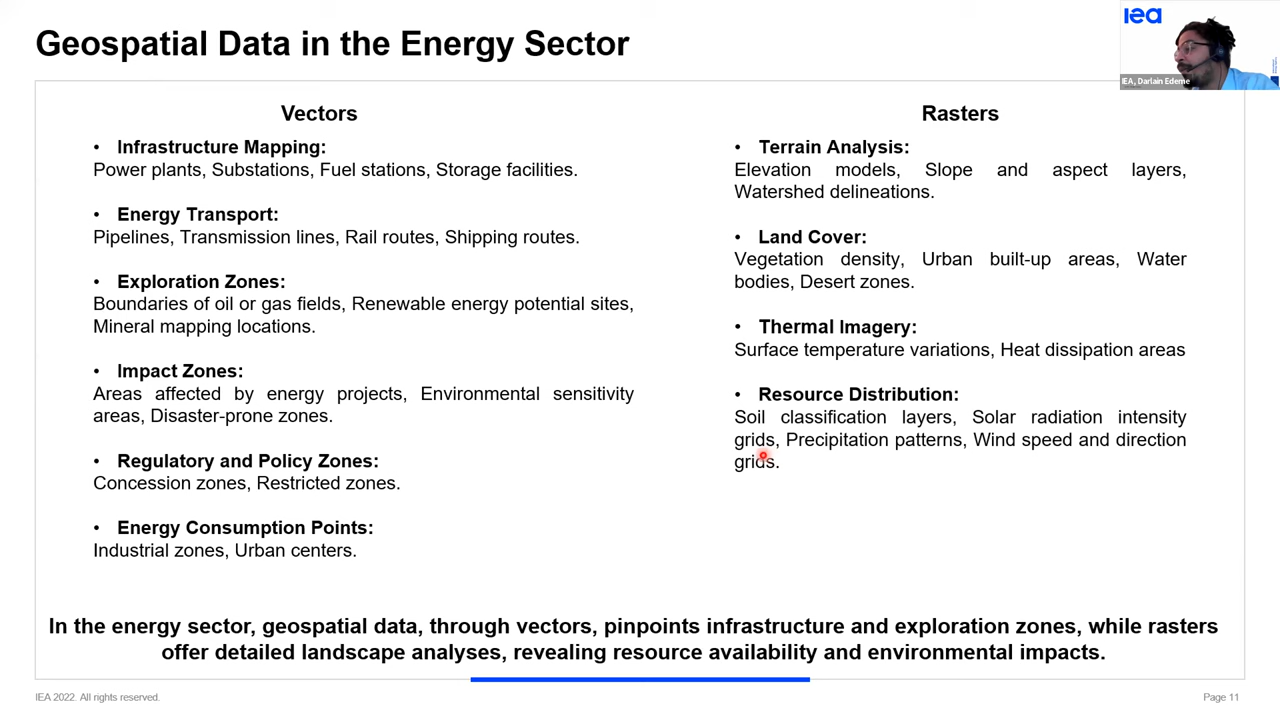 Geospatial Data in the Energy Sector
iea
IEA, Darlain Edeme
Vectors
• Infrastructure Mapping:
Power plants, Substations, Fuel stations, Storage facilities.
• Energy Transport:
Pipelines, Transmission lines, Rail routes, Shipping routes.
• Exploration Zones:
Boundaries of oil or gas fields, Renewable energy potential sites,
Mineral mapping locations.
• Impact Zones:
Areas affected by energy projects, Environmental sensitivity
areas, Disaster-prone zones.
• Regulatory and Policy Zones:
Concession zones, Restricted zones.
• Energy Consumption Points:
Industrial zones, Urban centers.
Rasters
• Terrain Analysis:
Elevation models, Slope and aspect layers,
Watershed delineations.
• Land Cover:
Vegetation density, Urban built-up areas, Water
bodies, Desert zones.
• Thermal Imagery:
Surface temperature variations, Heat dissipation areas
• Resource Distribution:
Soil classification layers, Solar radiation intensity
grids, Precipitation patterns, Wind speed and direction
grids.
In the energy sector, geospatial data, through vectors, pinpoints infrastructure and exploration zones, while rasters
offer detailed landscape analyses, revealing resource availability and environmental impacts.
IEA 2022. All rights reserved.
Page 11